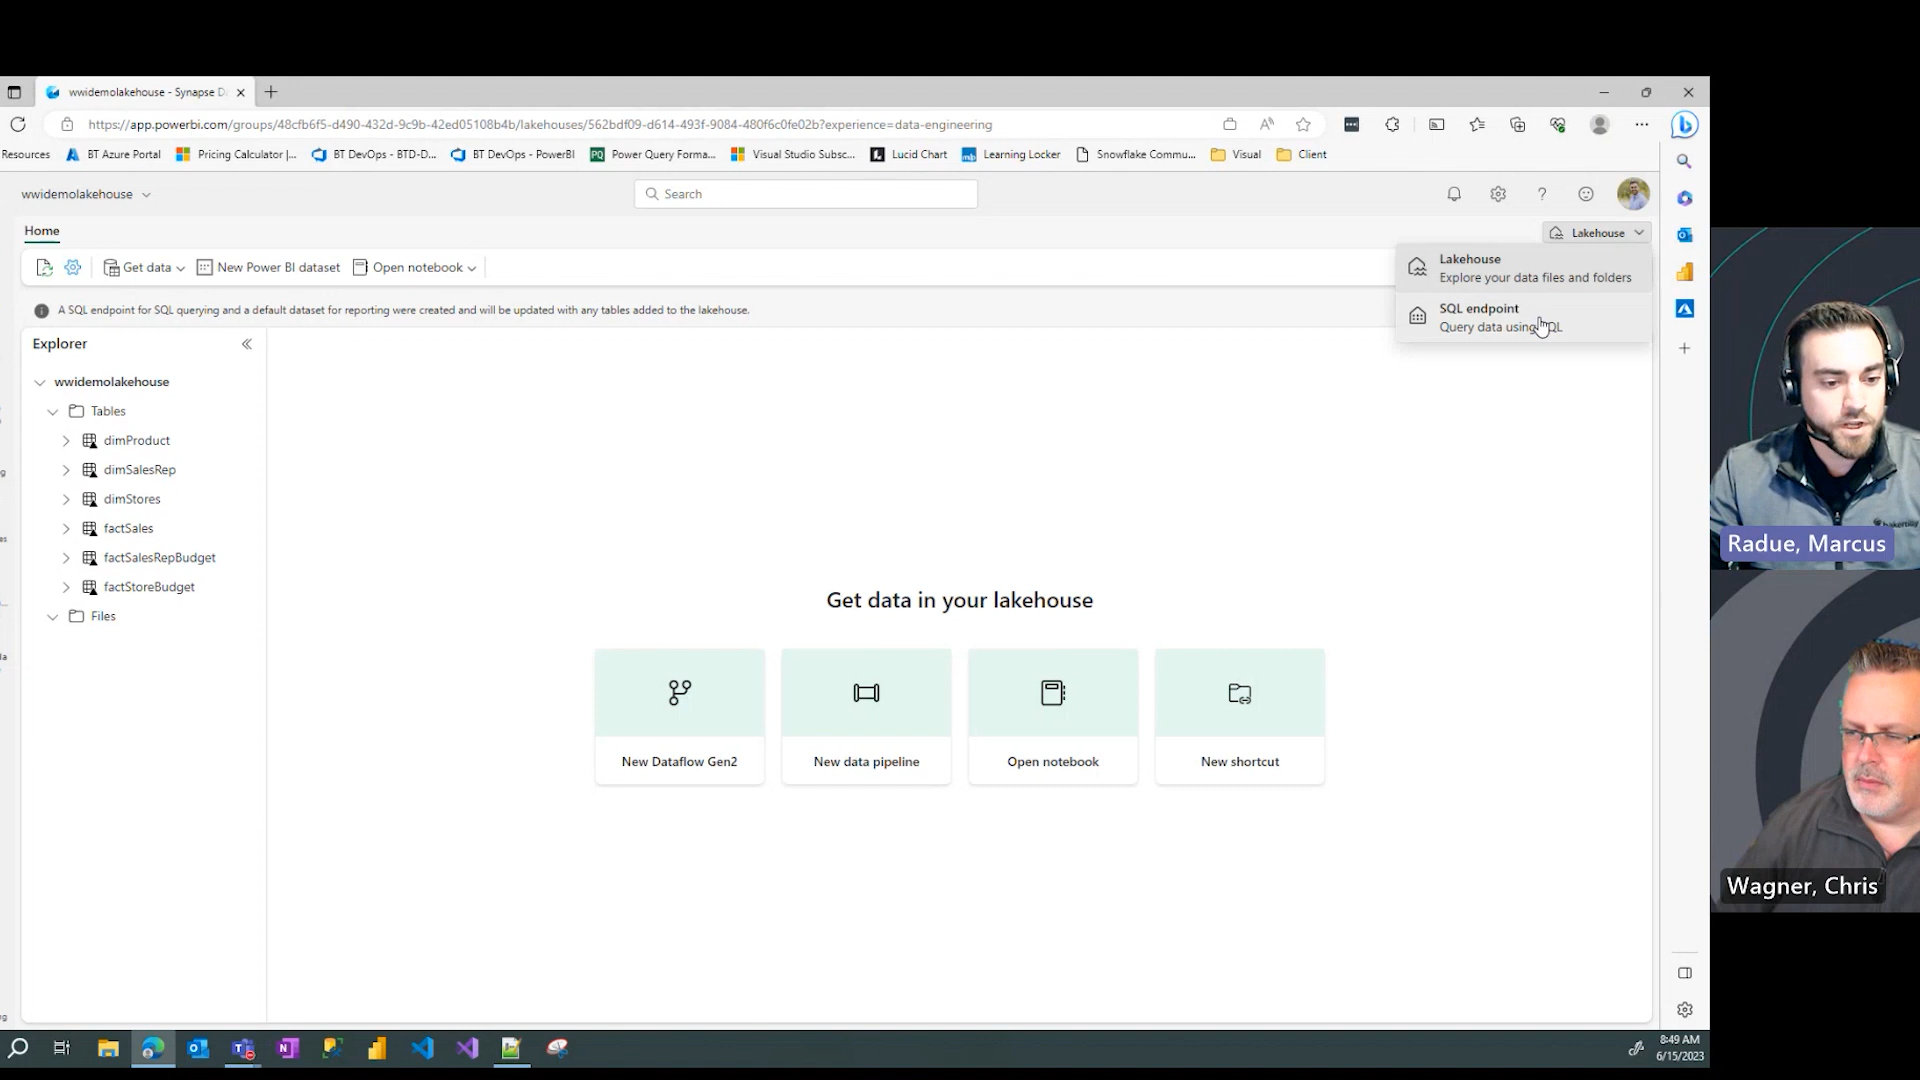 wwidemolakehouse - Synapse D
https://app.powerbi.com/groups/48cfb6f5-d490-432d-9c9b-42ed05108b4b/lakehouses/562bdf09-d614-493f-9084-480f6c0fe02b?experience=data-engineering
Resources BT Azure Portal Pricing Calculator |... BT DevOps - BTD-D... BT DevOps - PowerBI PQ Power Query Forma... Visual Studio Subsc... Lucid Chart Learning Locker Snowflake Commu... Visual Client
wwidemolakehouse Search
Home Lakehouse
Get data New Power BI dataset Open notebook
Lakehouse
Explore your data files and folders
SQL endpoint
Query data using QL
A SQL endpoint for SQL querying and a default dataset for reporting were created and will be updated with any tables added to the lakehouse.
Explorer
wwidemolakehouse
Tables
dimProduct
dimSalesRep
dimStores
factSales
factSalesRepBudget
factStoreBudget
Files
Get data in your lakehouse
New Dataflow Gen2 New data pipeline Open notebook New shortcut
Radue, Marcus
Wagner, Chris
8:49 AM
6/15/2023